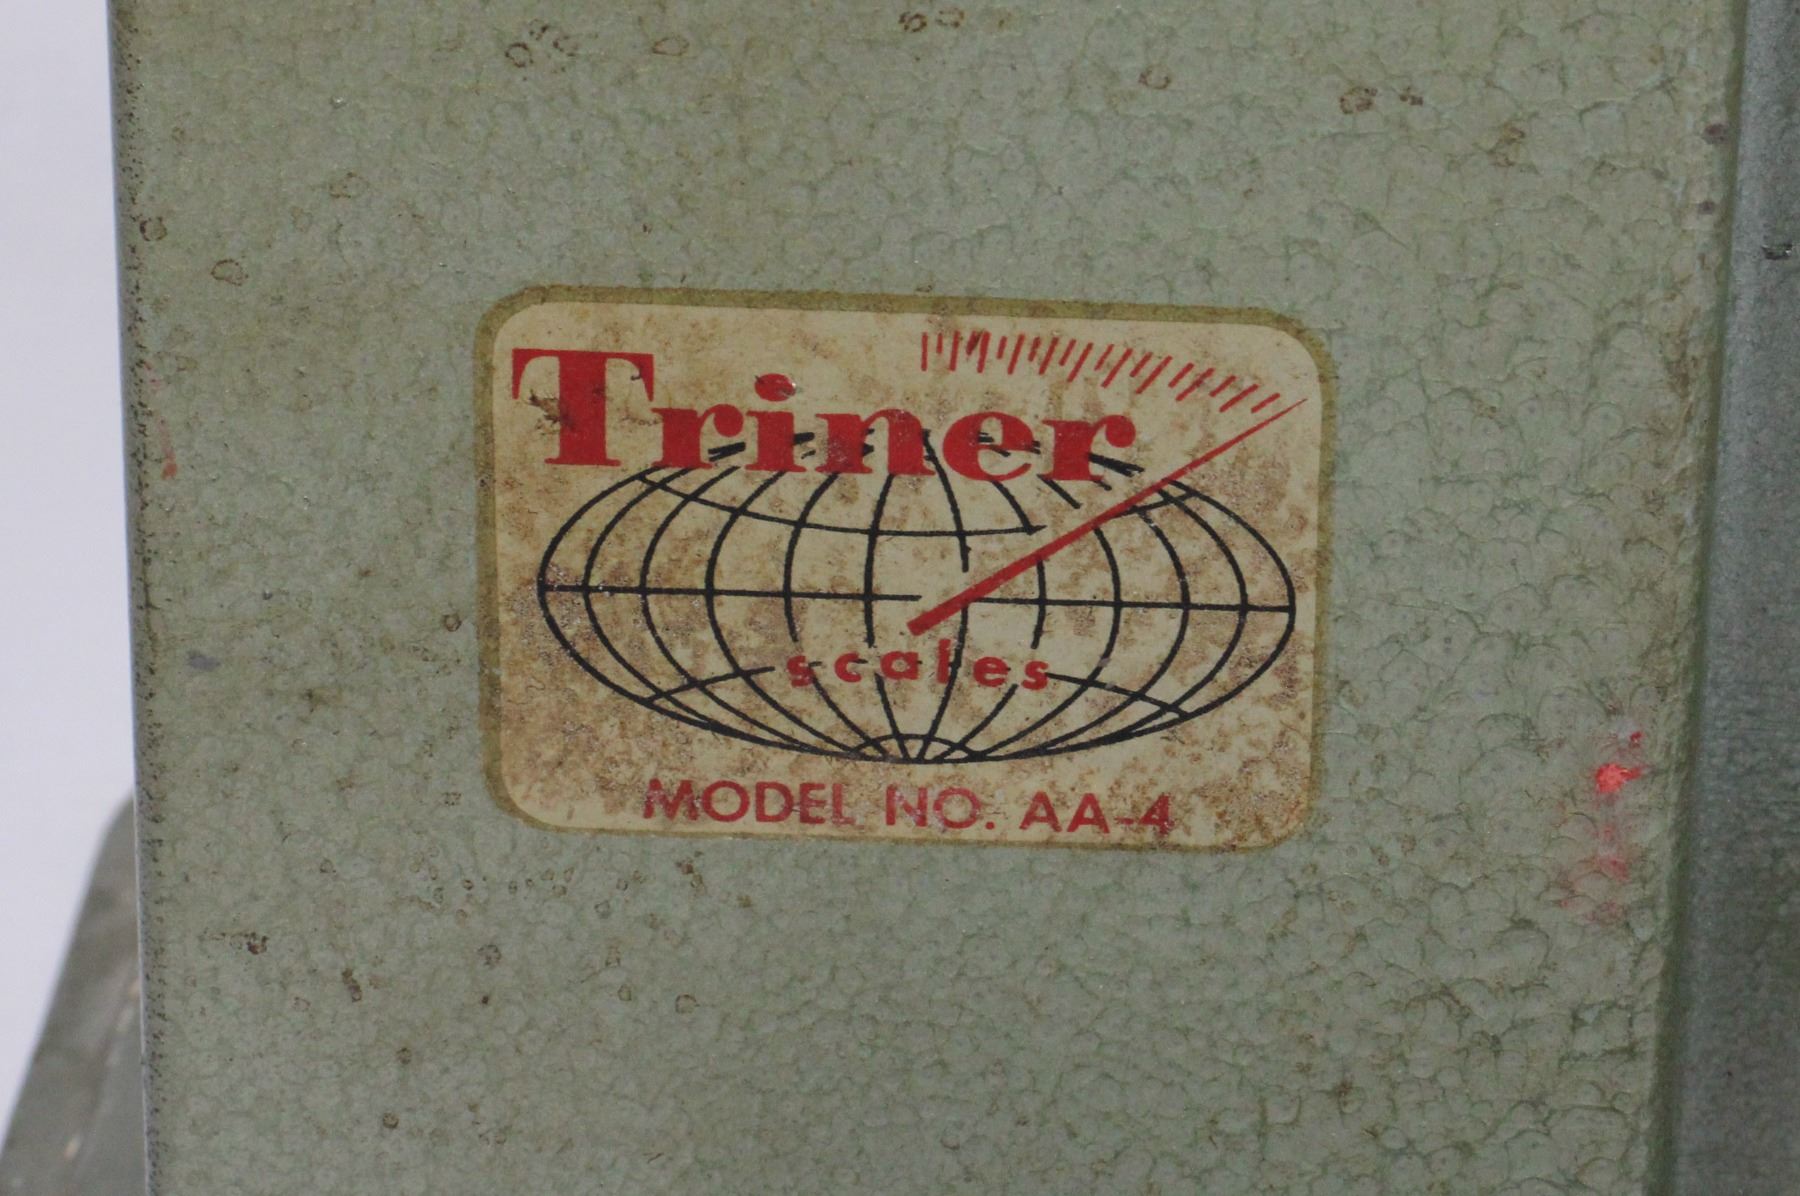 Triner
scales
MODEL NO. AA-4